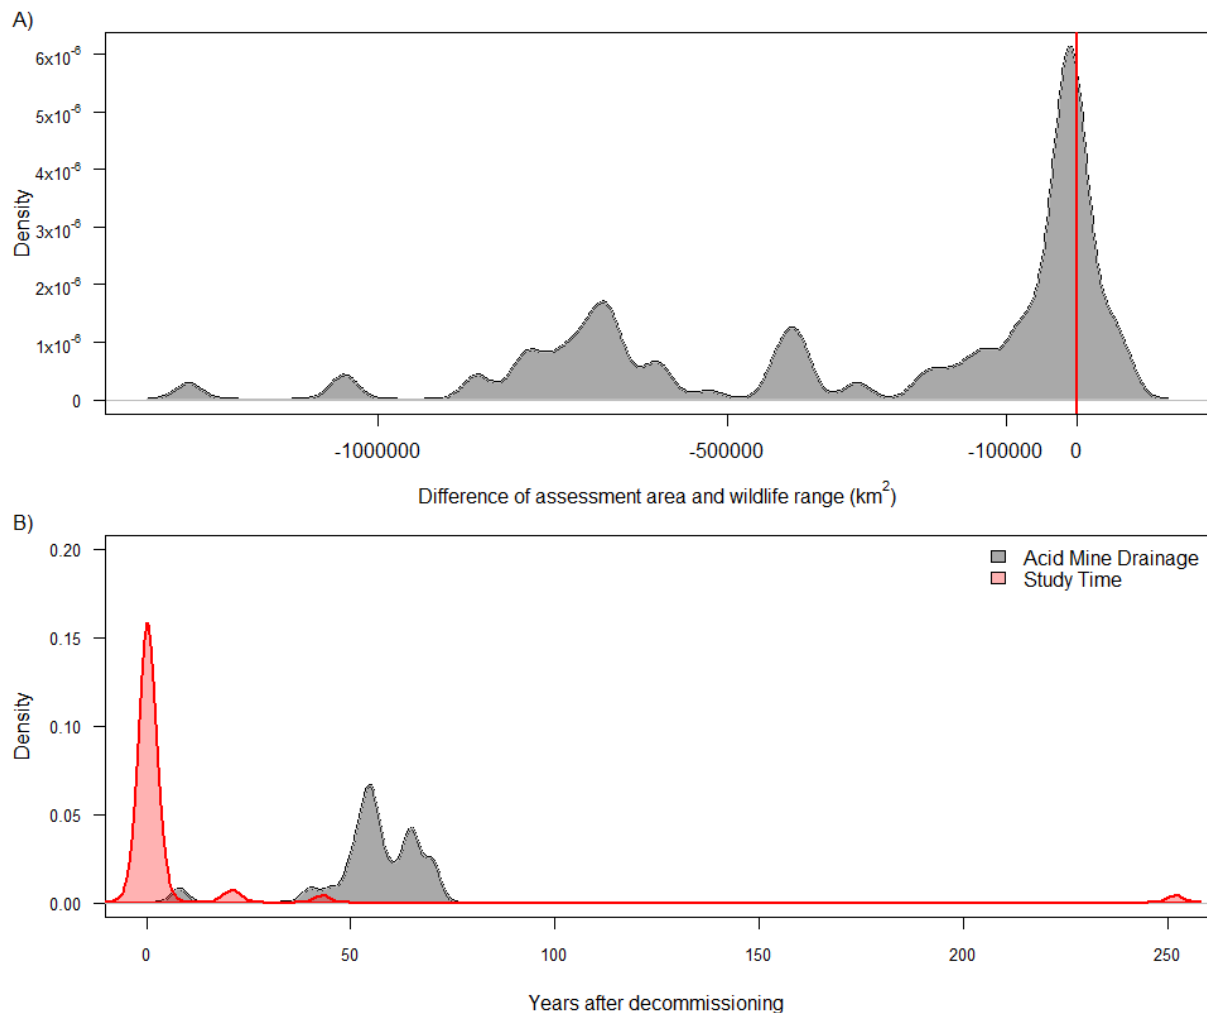 A)
6x10⁻⁶
5x10⁻⁶
4x10⁻⁶
3x10⁻⁶
2x10⁻⁶
1x10⁻⁶
0
Density
-1000000 -500000 -100000 0
Difference of assessment area and wildlife range (km²)
B)
0.20
0.15
0.10
0.05
0.00
Density
Acid Mine Drainage
Study Time
0 50 100 150 200 250
Years after decommissioning